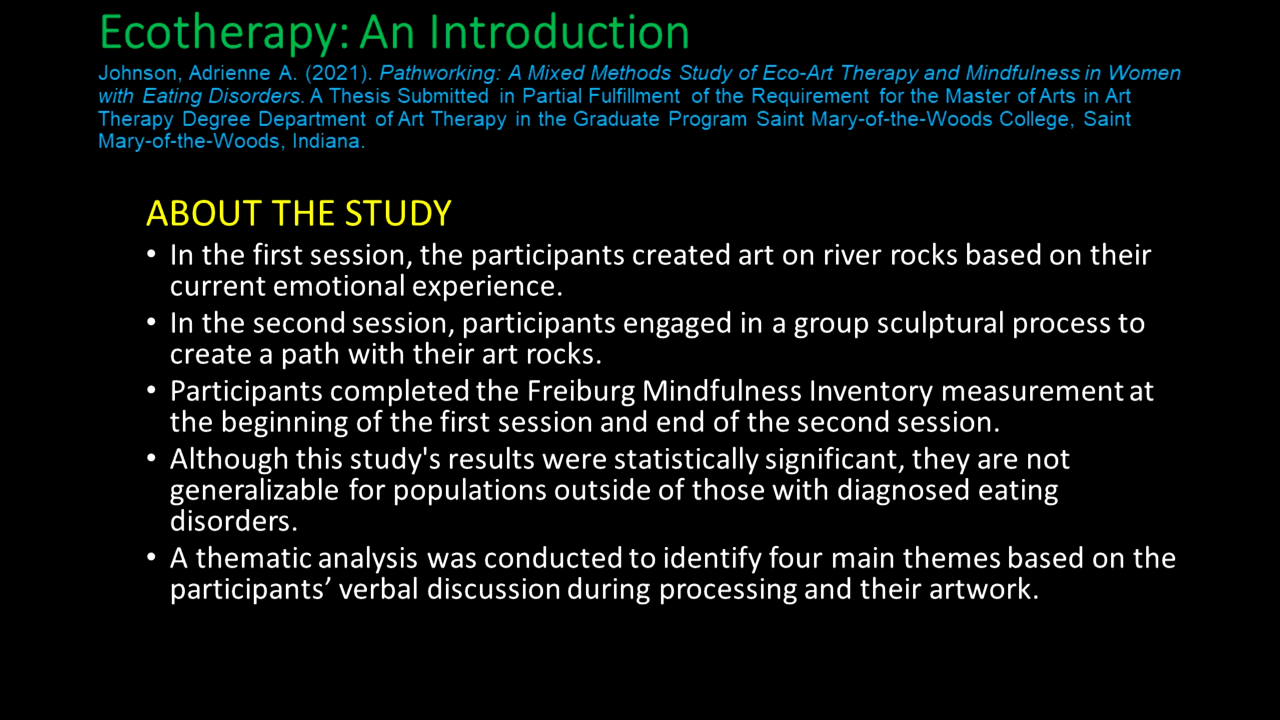 Ecotherapy: An Introduction
Johnson, Adrienne A. (2021). Pathworking: A Mixed Methods Study of Eco-Art Therapy and Mindfulness in Women
with Eating Disorders. A Thesis Submitted in Partial Fulfillment of the Requirement for the Master of Arts in Art
Therapy Degree Department of Art Therapy in the Graduate Program Saint Mary-of-the-Woods College, Saint
Mary-of-the-Woods, Indiana.
ABOUT THE STUDY
• In the first session, the participants created art on river rocks based on their
current emotional experience.
• In the second session, participants engaged in a group sculptural process to
create a path with their art rocks.
• Participants completed the Freiburg Mindfulness Inventory measurement at
the beginning of the first session and end of the second session.
• Although this study's results were statistically significant, they are not
generalizable for populations outside of those with diagnosed eating
disorders.
• A thematic analysis was conducted to identify four main themes based on the
participants’ verbal discussion during processing and their artwork.